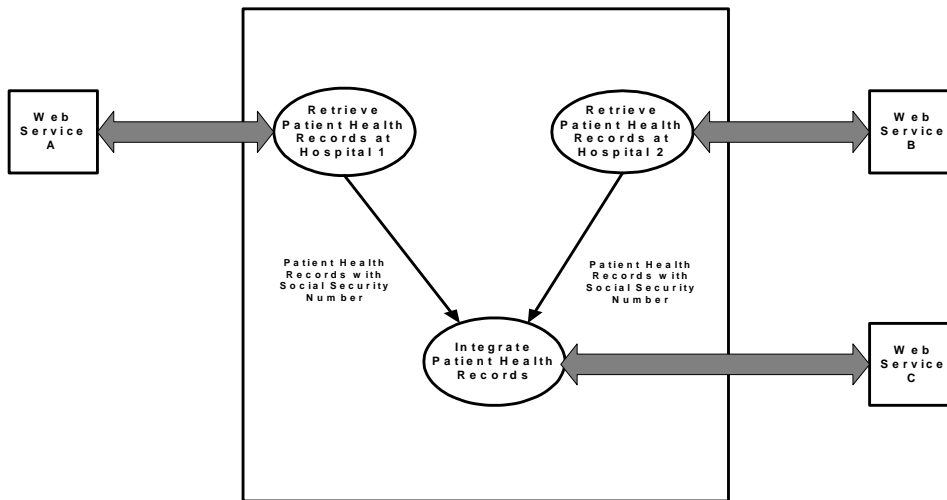 Retrieve
Patient Health
Records at
Hospital 1
Retrieve
Patient Health
Records at
Hospital 2
Web
Service
A
Web
Service
B
Patient Health
Records with
Social Security
Number
Patient Health
Records with
Social Security
Number
Integrate
Patient Health
Records
Web
Service
C